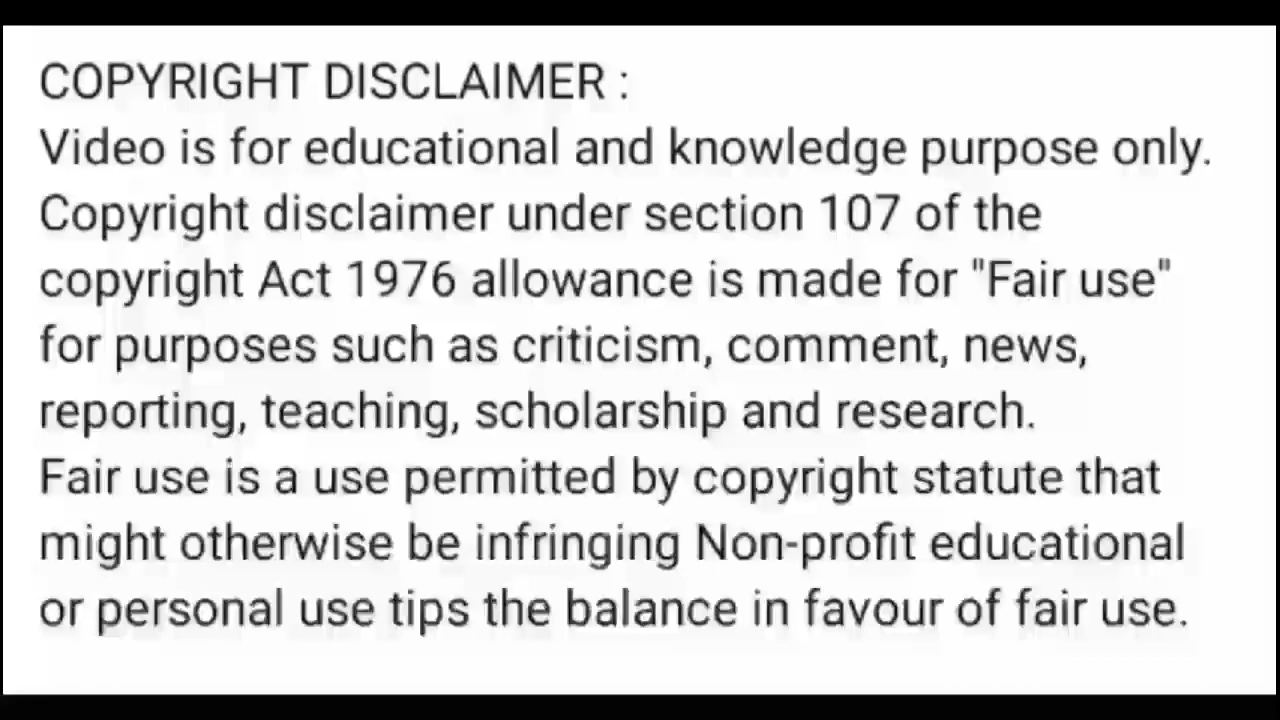 COPYRIGHT DISCLAIMER :
Video is for educational and knowledge purpose only.
Copyright disclaimer under section 107 of the
copyright Act 1976 allowance is made for "Fair use"
for purposes such as criticism, comment, news,
reporting, teaching, scholarship and research.
Fair use is a use permitted by copyright statute that
might otherwise be infringing Non-profit educational
or personal use tips the balance in favour of fair use.